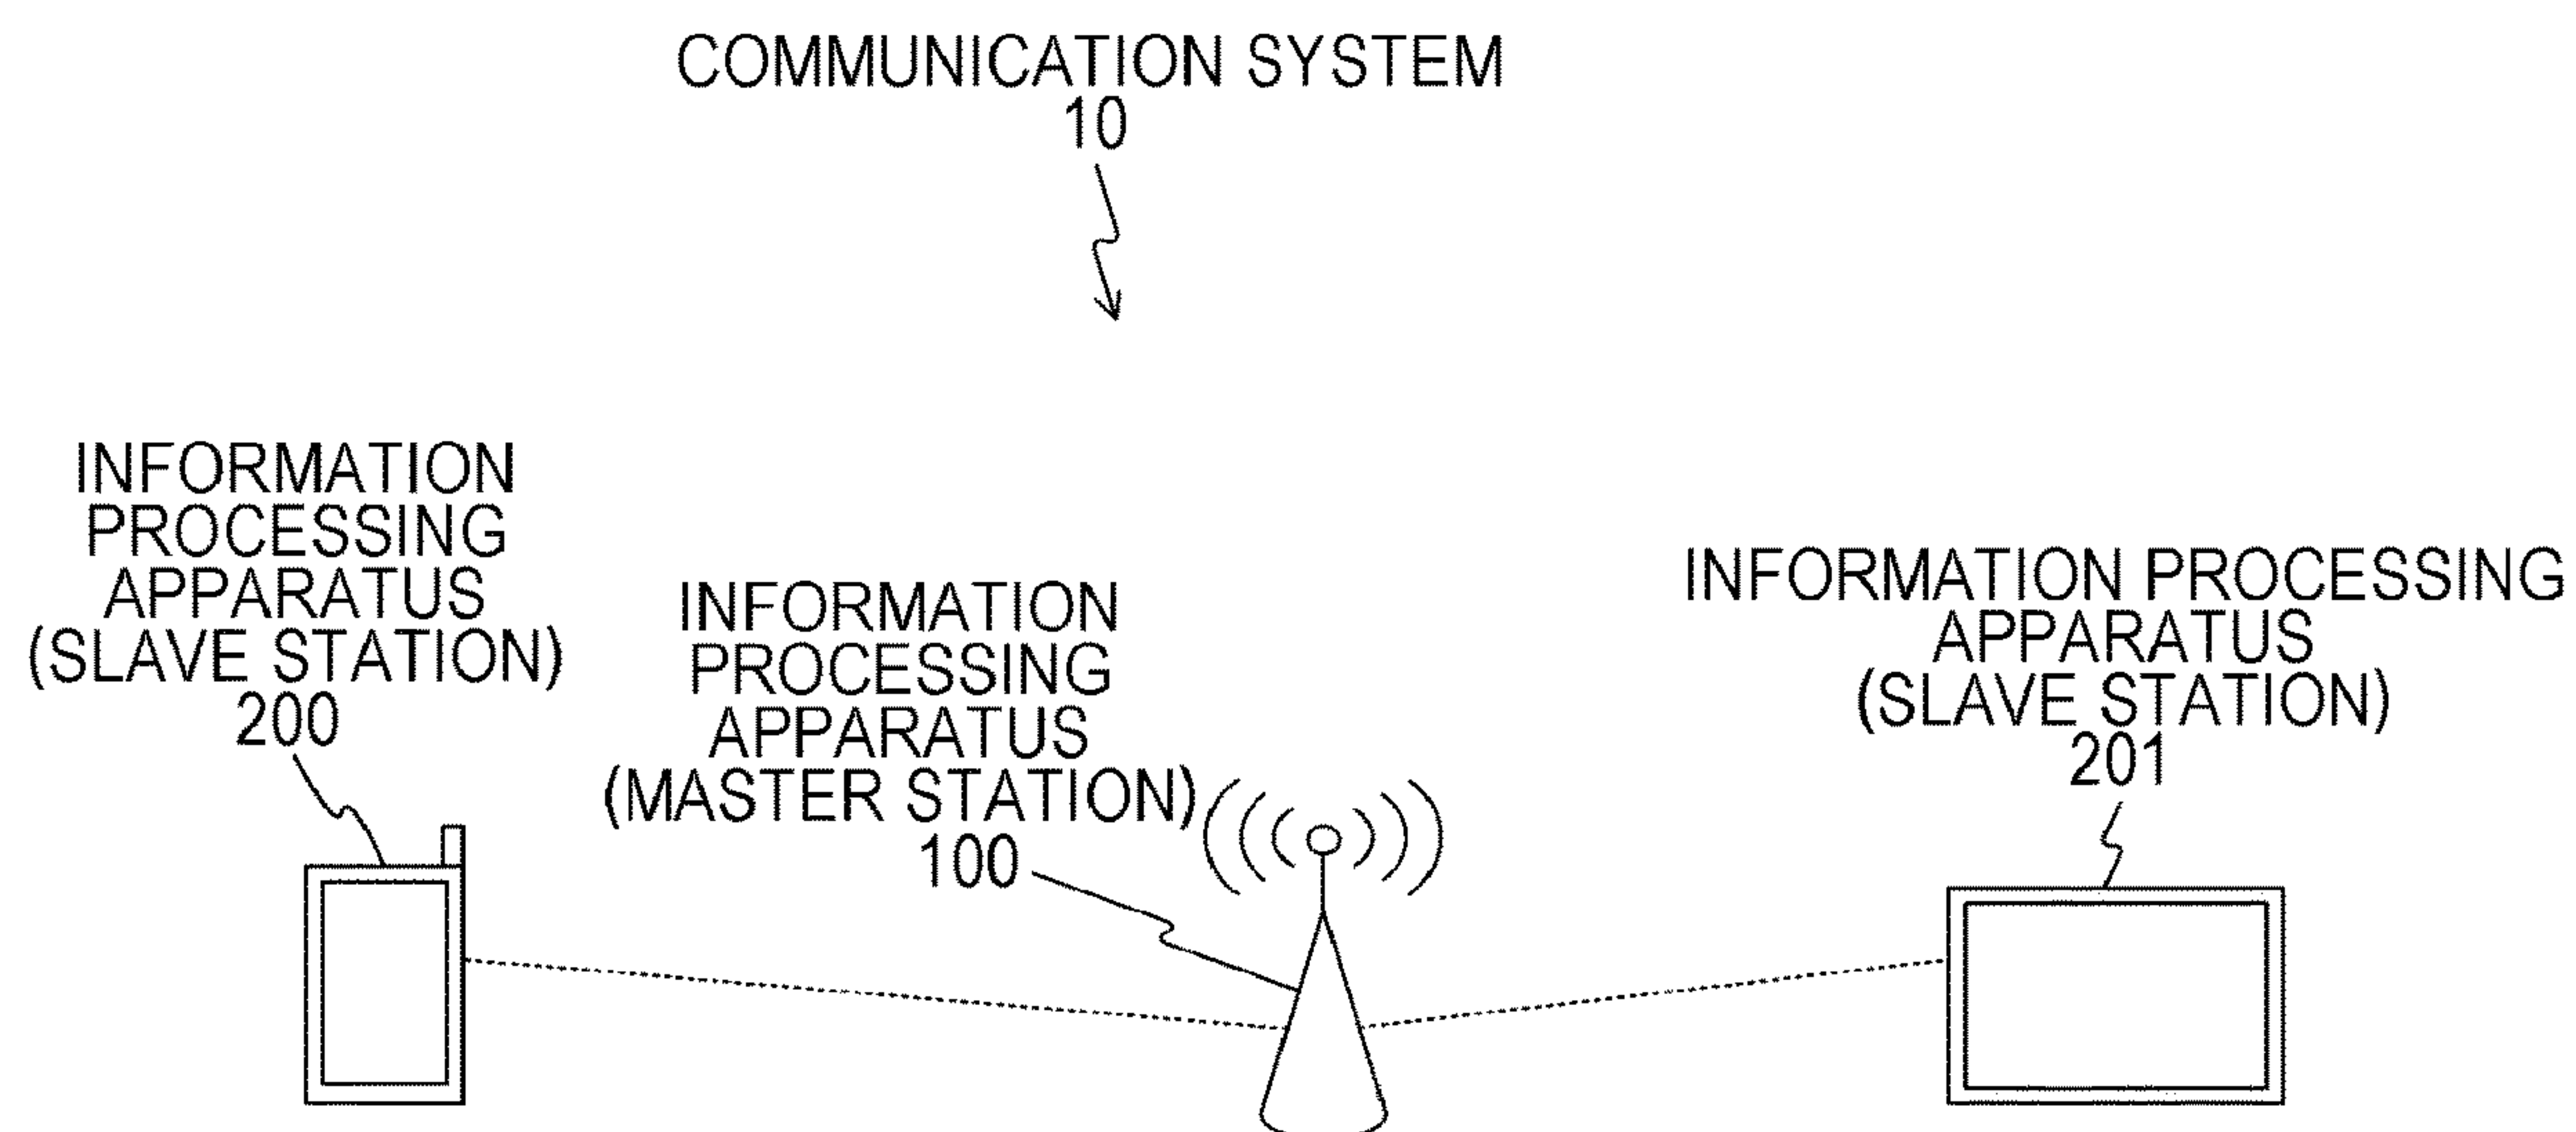 COMMUNICATION SYSTEM
10
INFORMATION
PROCESSING
APPARATUS
(SLAVE STATION)
200
INFORMATION
PROCESSING
APPARATUS
(MASTER STATION)
100
INFORMATION PROCESSING
APPARATUS
(SLAVE STATION)
201